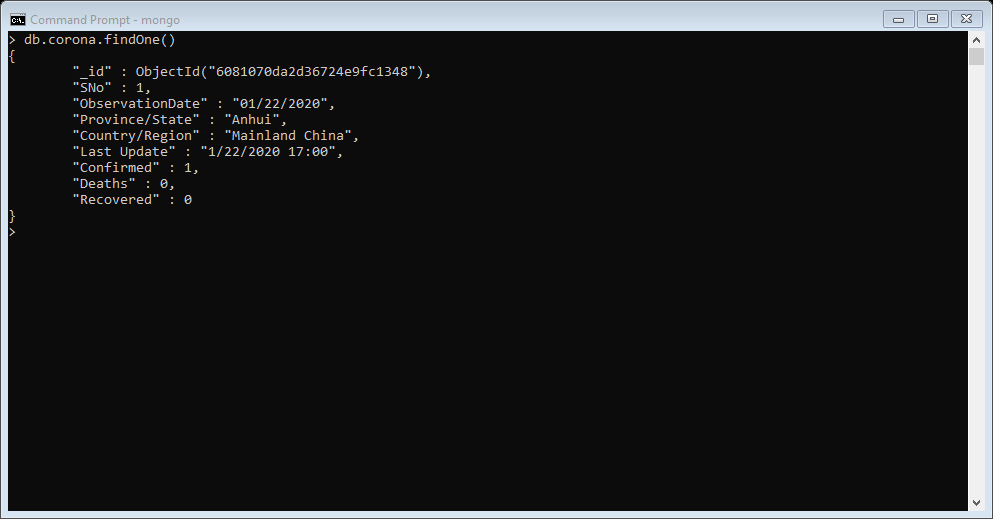 Command Prompt - mongo
> db.corona.findOne()
{
        "_id" : ObjectId("6081070da2d36724e9fc1348"),
        "SNo" : 1,
        "ObservationDate" : "01/22/2020",
        "Province/State" : "Anhui",
        "Country/Region" : "Mainland China",
        "Last Update" : "1/22/2020 17:00",
        "Confirmed" : 1,
        "Deaths" : 0,
        "Recovered" : 0
}
>